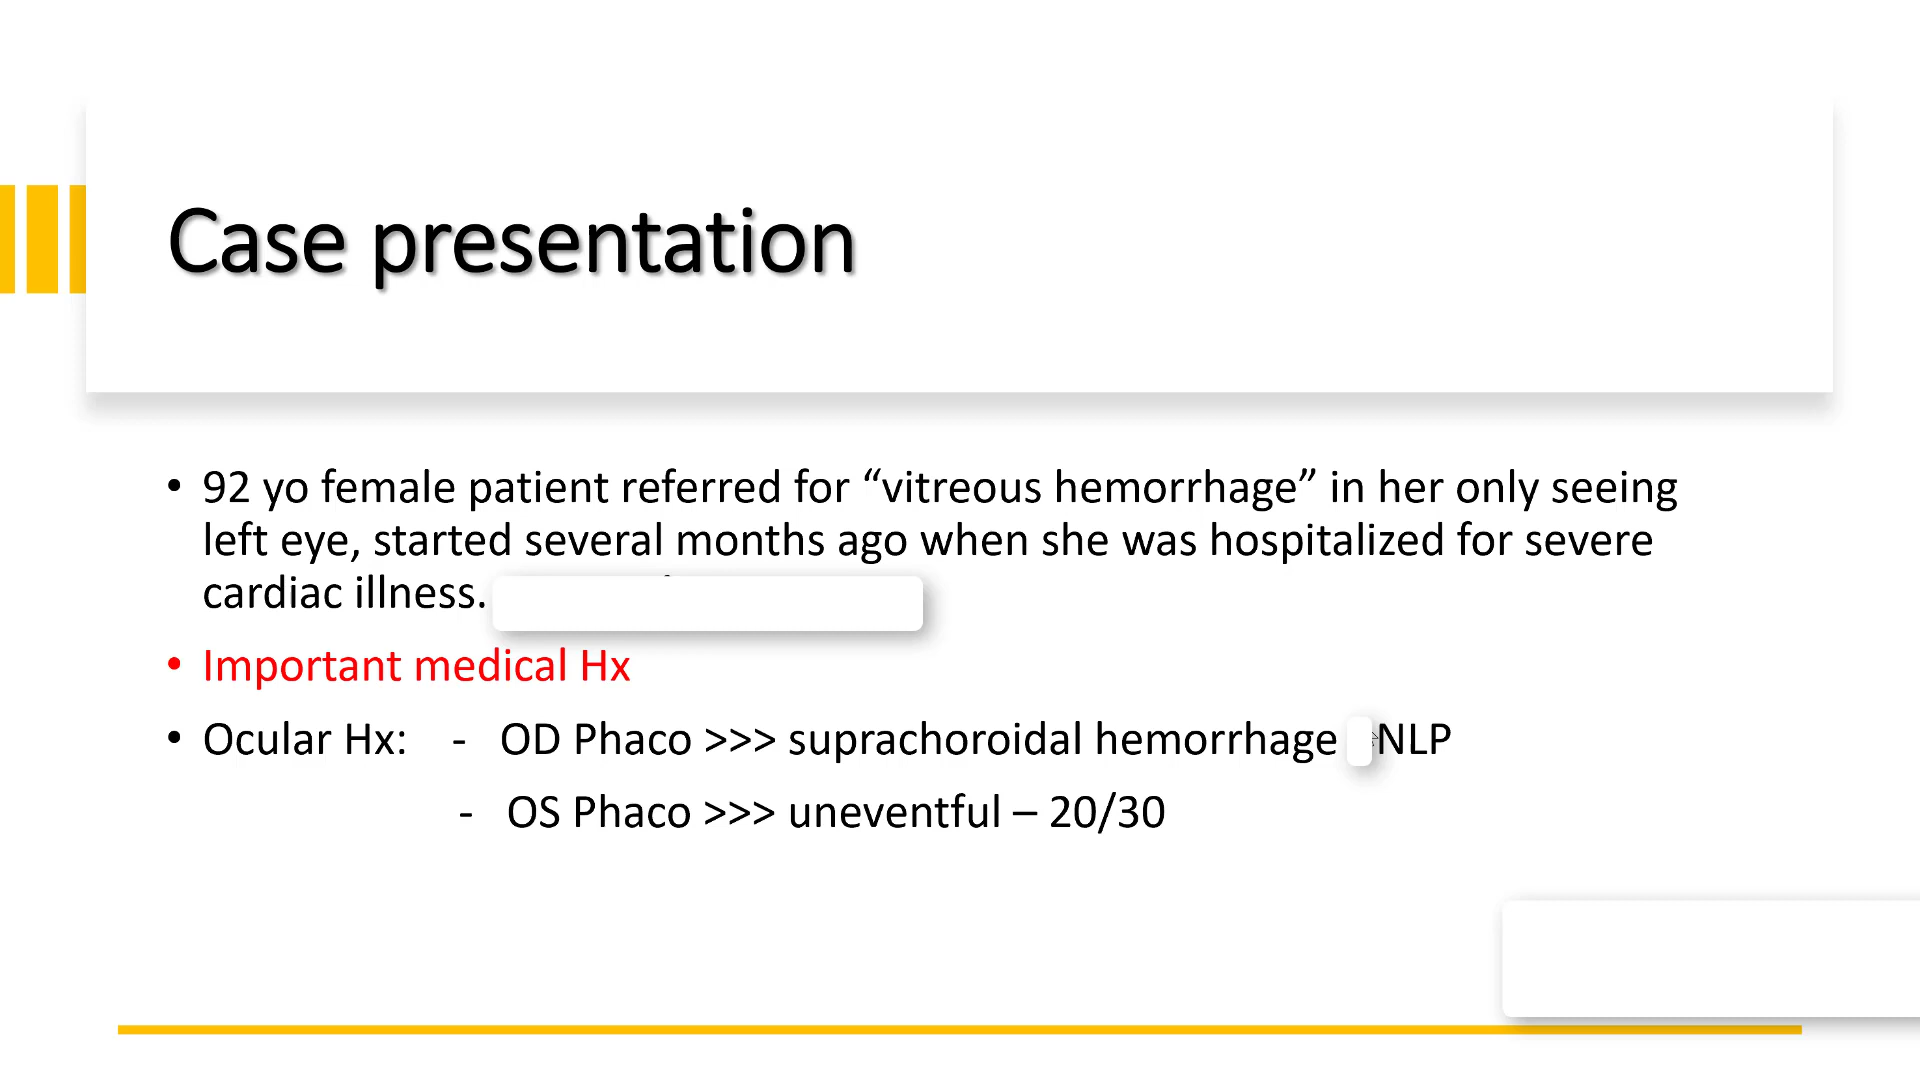 Case presentation
• 92 yo female patient referred for “vitreous hemorrhage” in her only seeing
left eye, started several months ago when she was hospitalized for severe
cardiac illness.
• Important medical Hx
• Ocular Hx: - OD Phaco >>> suprachoroidal hemorrhage NLP
- OS Phaco >>> uneventful – 20/30